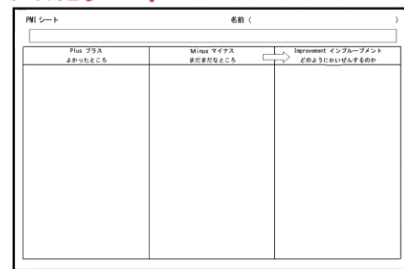 PMI シート 名前 ( )
Plus プラス
よかったところ
Minus マイナス
まだまだなところ
Improvement インプルーブメント
どのようにかいぜんするのか